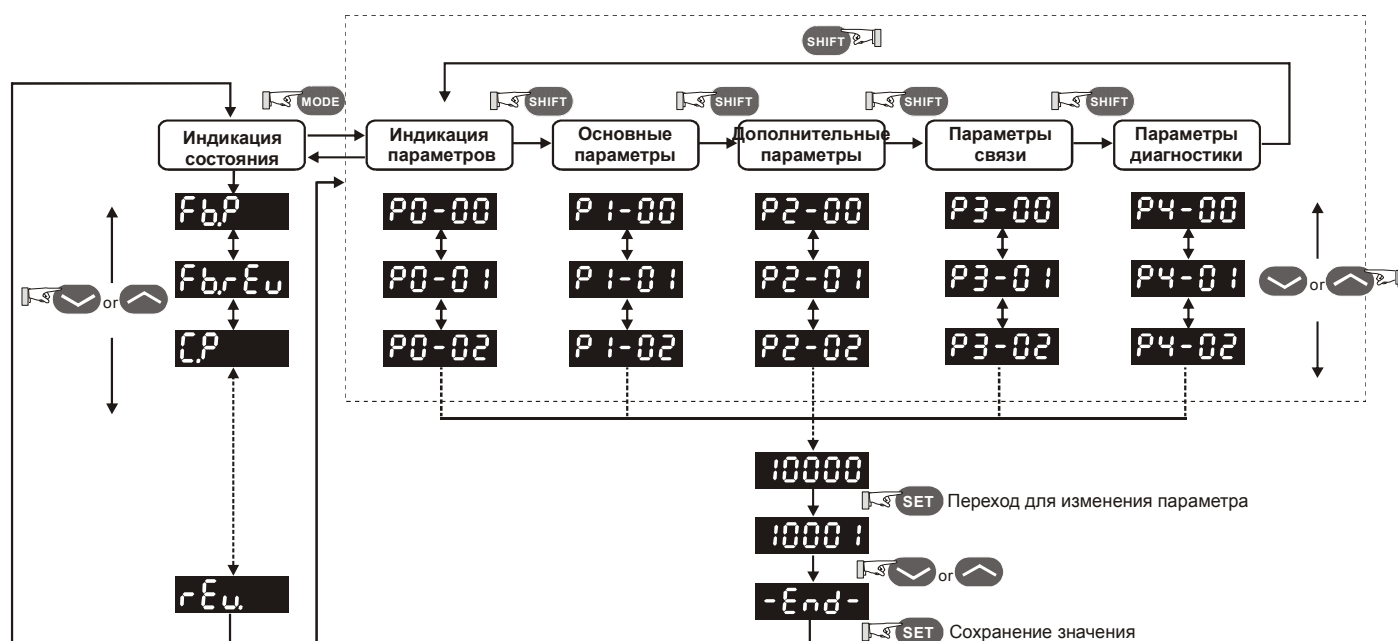 SHIFT
MODE
SHIFT
SHIFT
SHIFT
SHIFT
Индикация
состояния
Индикация
параметров
Основные
параметры
Дополнительные
параметры
Параметры
связи
Параметры
диагностики
Fb.P
P0-00
P1-00
P2-00
P3-00
P4-00
Fb.rEu
P0-01
P1-01
P2-01
P3-01
P4-01
or
or
C.P
P0-02
P1-02
P2-02
P3-02
P4-02
10000
SET Переход для изменения параметра
10001
or
rEu.
-End-
SET Сохранение значения